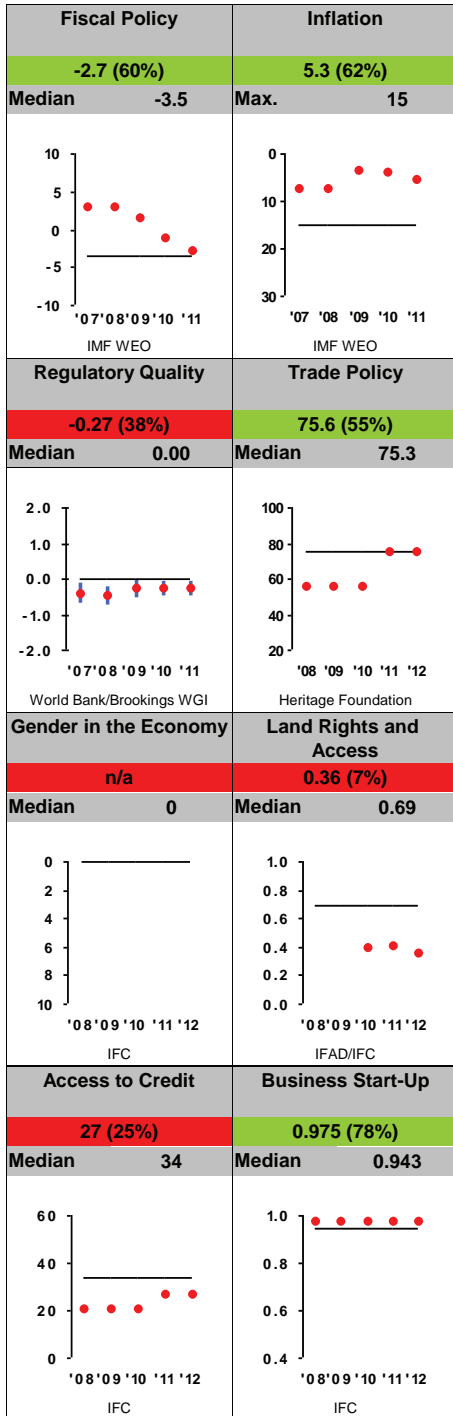 Fiscal Policy
-2.7 (60%)
Median -3.5
10
5
0
-5
-10
'07 '08 '09 '10 '11
IMF WEO
Inflation
5.3 (62%)
Max. 15
0
10
20
30
'07 '08 '09 '10 '11
IMF WEO
Regulatory Quality
-0.27 (38%)
Median 0.00
2.0
1.0
0.0
-1.0
-2.0
'07 '08 '09 '10 '11
World Bank/Brookings WGI
Trade Policy
75.6 (55%)
Median 75.3
100
80
60
40
20
'08 '09 '10 '11 '12
Heritage Foundation
Gender in the Economy
n/a
Median 0
0
2
4
6
8
10
'08 '09 '10 '11 '12
IFC
Land Rights and
Access
0.36 (7%)
Median 0.69
1.0
0.8
0.6
0.4
0.2
0.0
'08 '09 '10 '11 '12
IFAD/IFC
Access to Credit
27 (25%)
Median 34
60
40
20
0
'08 '09 '10 '11 '12
IFC
Business Start-Up
0.975 (78%)
Median 0.943
1.0
0.8
0.6
0.4
'08 '09 '10 '11 '12
IFC